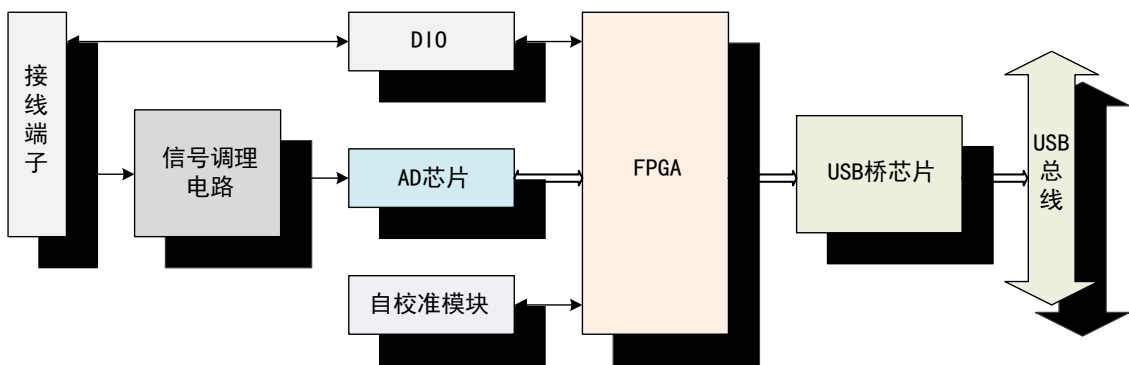 接线端子
信号调理
电路
DIO
AD芯片
自校准模块
FPGA
USB桥芯片
USB
总
线